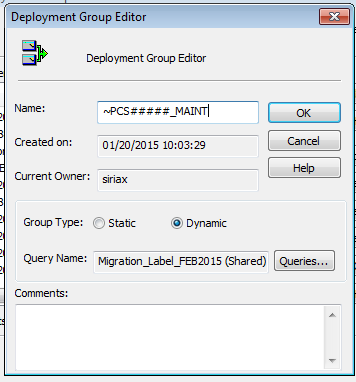 Deployment Group Editor
Deployment Group Editor
Name: ~PCS#####_MAINT
OK
Created on: 01/20/2015 10:03:29
Cancel
Current Owner: siriax
Help
Group Type: Static Dynamic
Query Name: Migration_Label_FEB2015 (Shared) Queries...
Comments: